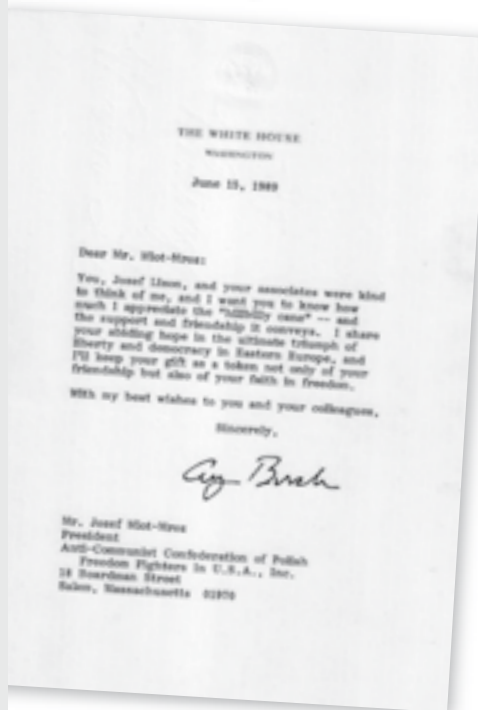 THE WHITE HOUSE
WASHINGTON
June 15, 1989
Dear Mr.
You, Josef and your associates were kind
to think of me, and I want you to know how
much I appreciate the "hillbilly cane" -- and
the support and friendship it conveys. I share
your abiding hope in the ultimate triumph of
liberty and democracy in Eastern Europe, and
I'll keep your gift as a token not only of your
friendship but also of your faith in freedom.
With my best wishes to you and your colleagues,
Sincerely,
Bush
Mr. Josef
President
Anti-Communist Confederation of Polish
Freedom Fighters in U.S.A., Inc.
Boardman Street
Salem, Massachusetts 01970